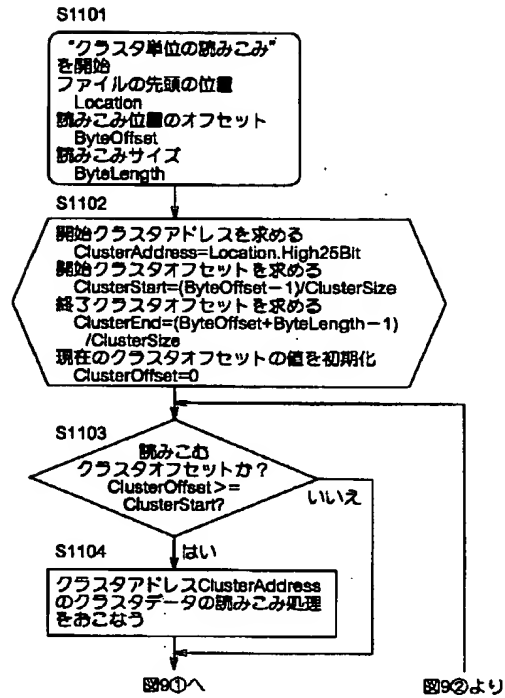 S1101
“クラスタ単位の読みこみ”
を開始
ファイルの先頭の位置
Location
読みこみ位置のオフセット
ByteOffset
読みこみサイズ
ByteLength
S1102
開始クラスタアドレスを求める
ClusterAddress=Location.High25Bit
開始クラスタオフセットを求める
ClusterStart=(ByteOffset−1)/ClusterSize
終了クラスタオフセットを求める
ClusterEnd=(ByteOffset+ByteLength−1)
/ClusterSize
現在のクラスタオフセットの値を初期化
ClusterOffset=0
S1103
読みこむ
クラスタオフセットか？
ClusterOffset>=
ClusterStart?
いいえ
はい
S1104
クラスタアドレスClusterAddress
のクラスタデータの読みこみ処理
をおこなう
図9①へ
図9②より